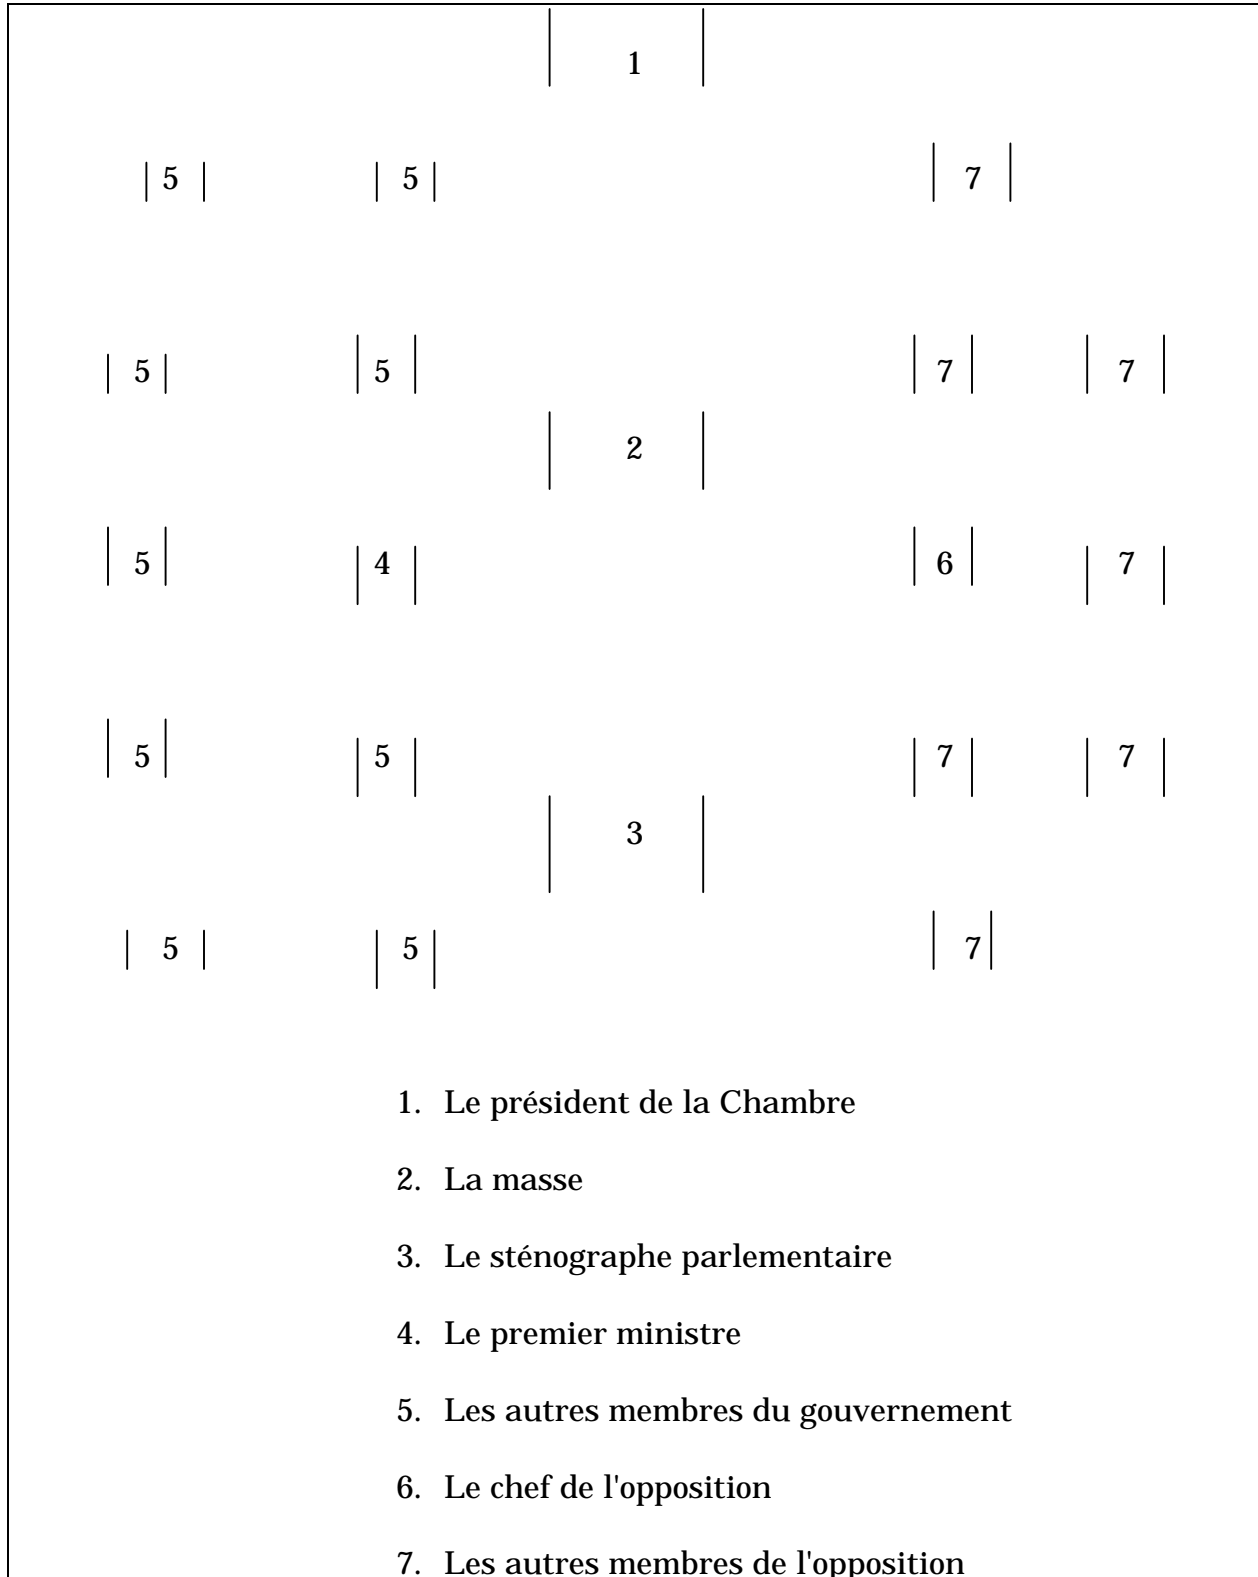 1
5 5 7
5 5 7 7
2
5 4 6 7
5 5 7 7
3
5 5 7
1. Le président de la Chambre
2. La masse
3. Le sténographe parlementaire
4. Le premier ministre
5. Les autres membres du gouvernement
6. Le chef de l'opposition
7. Les autres membres de l'opposition